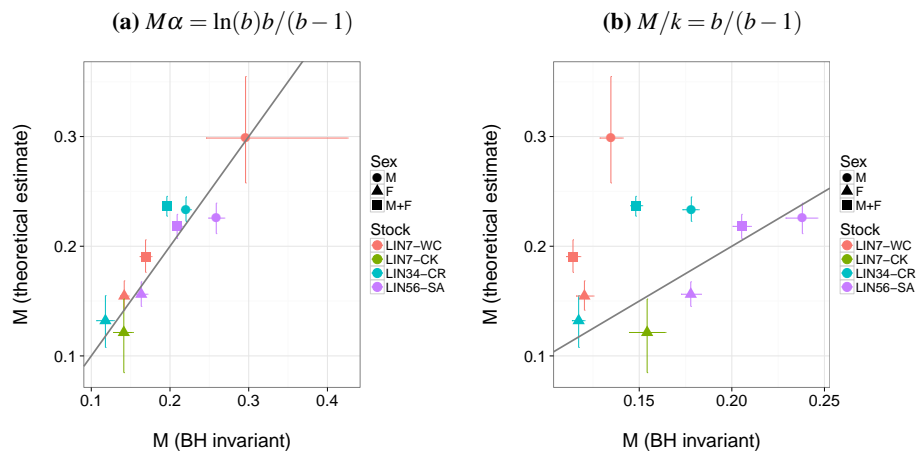 (a) Mα = ln(b)b/(b−1)
M (theoretical estimate)
0.3
0.2
0.1
0.1 0.2 0.3 0.4
M (BH invariant)
Sex
M
F
M+F
Stock
LIN7−WC
LIN7−CK
LIN34−CR
LIN56−SA
(b) M/k = b/(b−1)
M (theoretical estimate)
0.3
0.2
0.1
0.15 0.20 0.25
M (BH invariant)
Sex
M
F
M+F
Stock
LIN7−WC
LIN7−CK
LIN34−CR
LIN56−SA